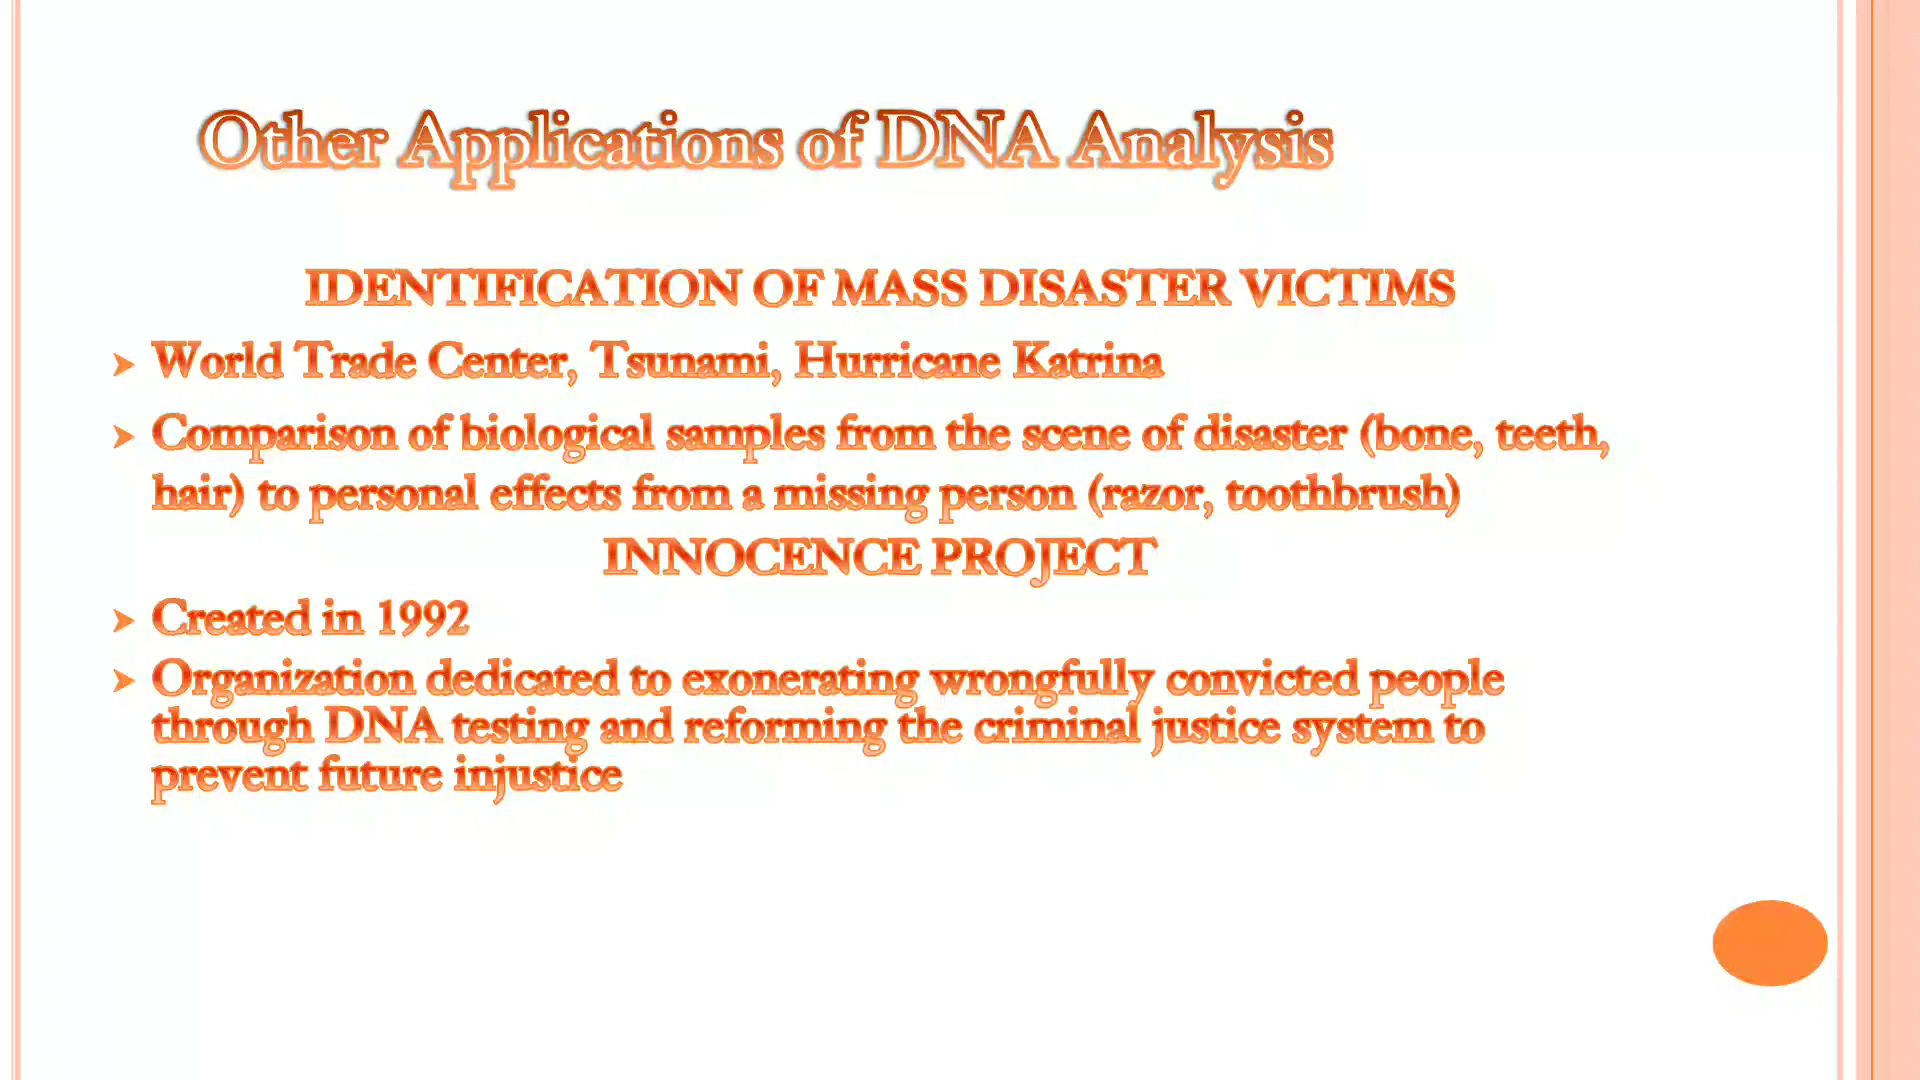 Other Applications of DNA Analysis
IDENTIFICATION OF MASS DISASTER VICTIMS
➤ World Trade Center, Tsunami, Hurricane Katrina
➤ Comparison of biological samples from the scene of disaster (bone, teeth,
hair) to personal effects from a missing person (razor, toothbrush)
INNOCENCE PROJECT
➤ Created in 1992
➤ Organization dedicated to exonerating wrongfully convicted people
through DNA testing and reforming the criminal justice system to
prevent future injustice